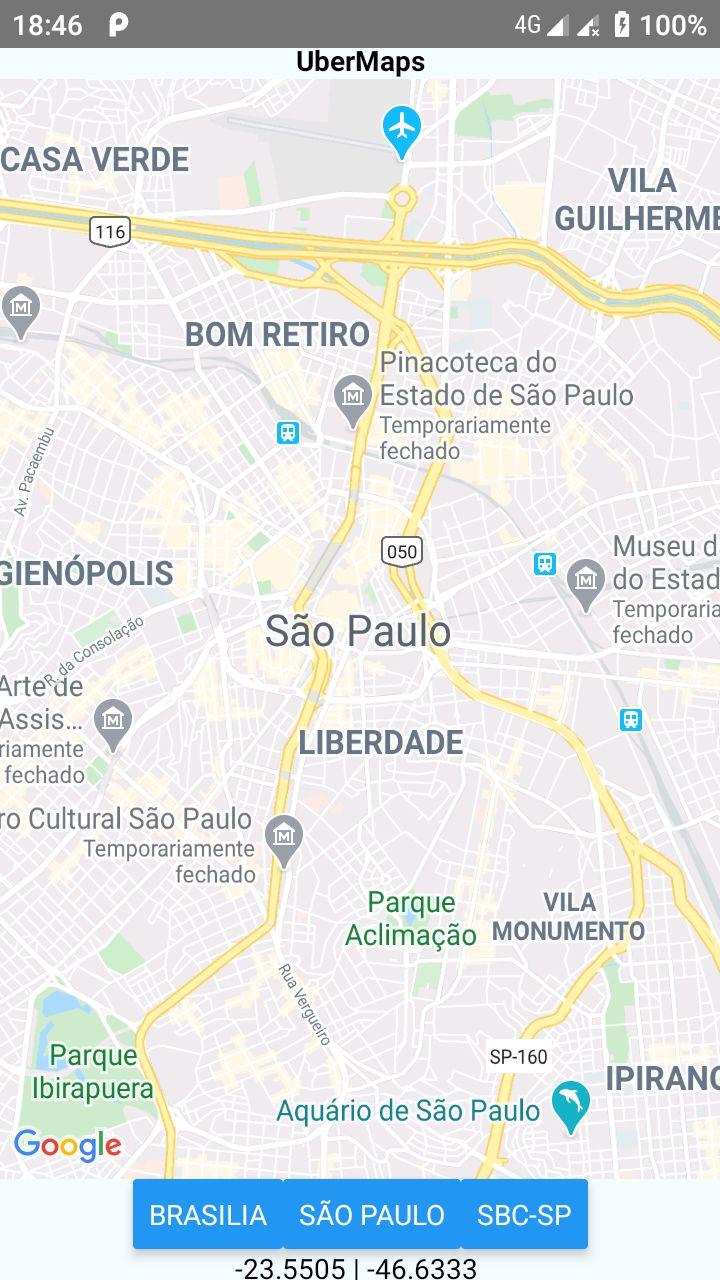 18:46
4G
100%
UberMaps
CASA VERDE
VILA
GUILHERME
116
BOM RETIRO
Pinacoteca do
Estado de São Paulo
Temporariamente
fechado
Av. Pacaembu
050
Museu d
do Estad
Temporaria
fechado
GIENÓPOLIS
São Paulo
R. da Consolação
Arte de
Assis...
riamente
fechado
LIBERDADE
ro Cultural São Paulo
Temporariamente
fechado
Parque
Aclimação
VILA
MONUMENTO
Rua Vergueiro
Parque
Ibirapuera
SP-160
IPIRANG
Aquário de São Paulo
Google
BRASILIA SÃO PAULO SBC-SP
-23.5505 | -46.6333